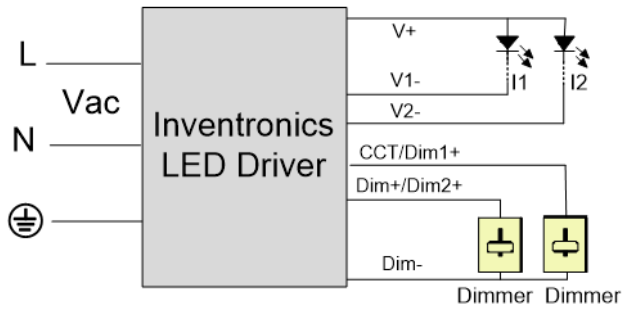 L
Vac
N
Inventronics
LED Driver
V+
V1-
V2-
I1
I2
CCT/Dim1+
Dim+/Dim2+
Dim-
Dimmer
Dimmer